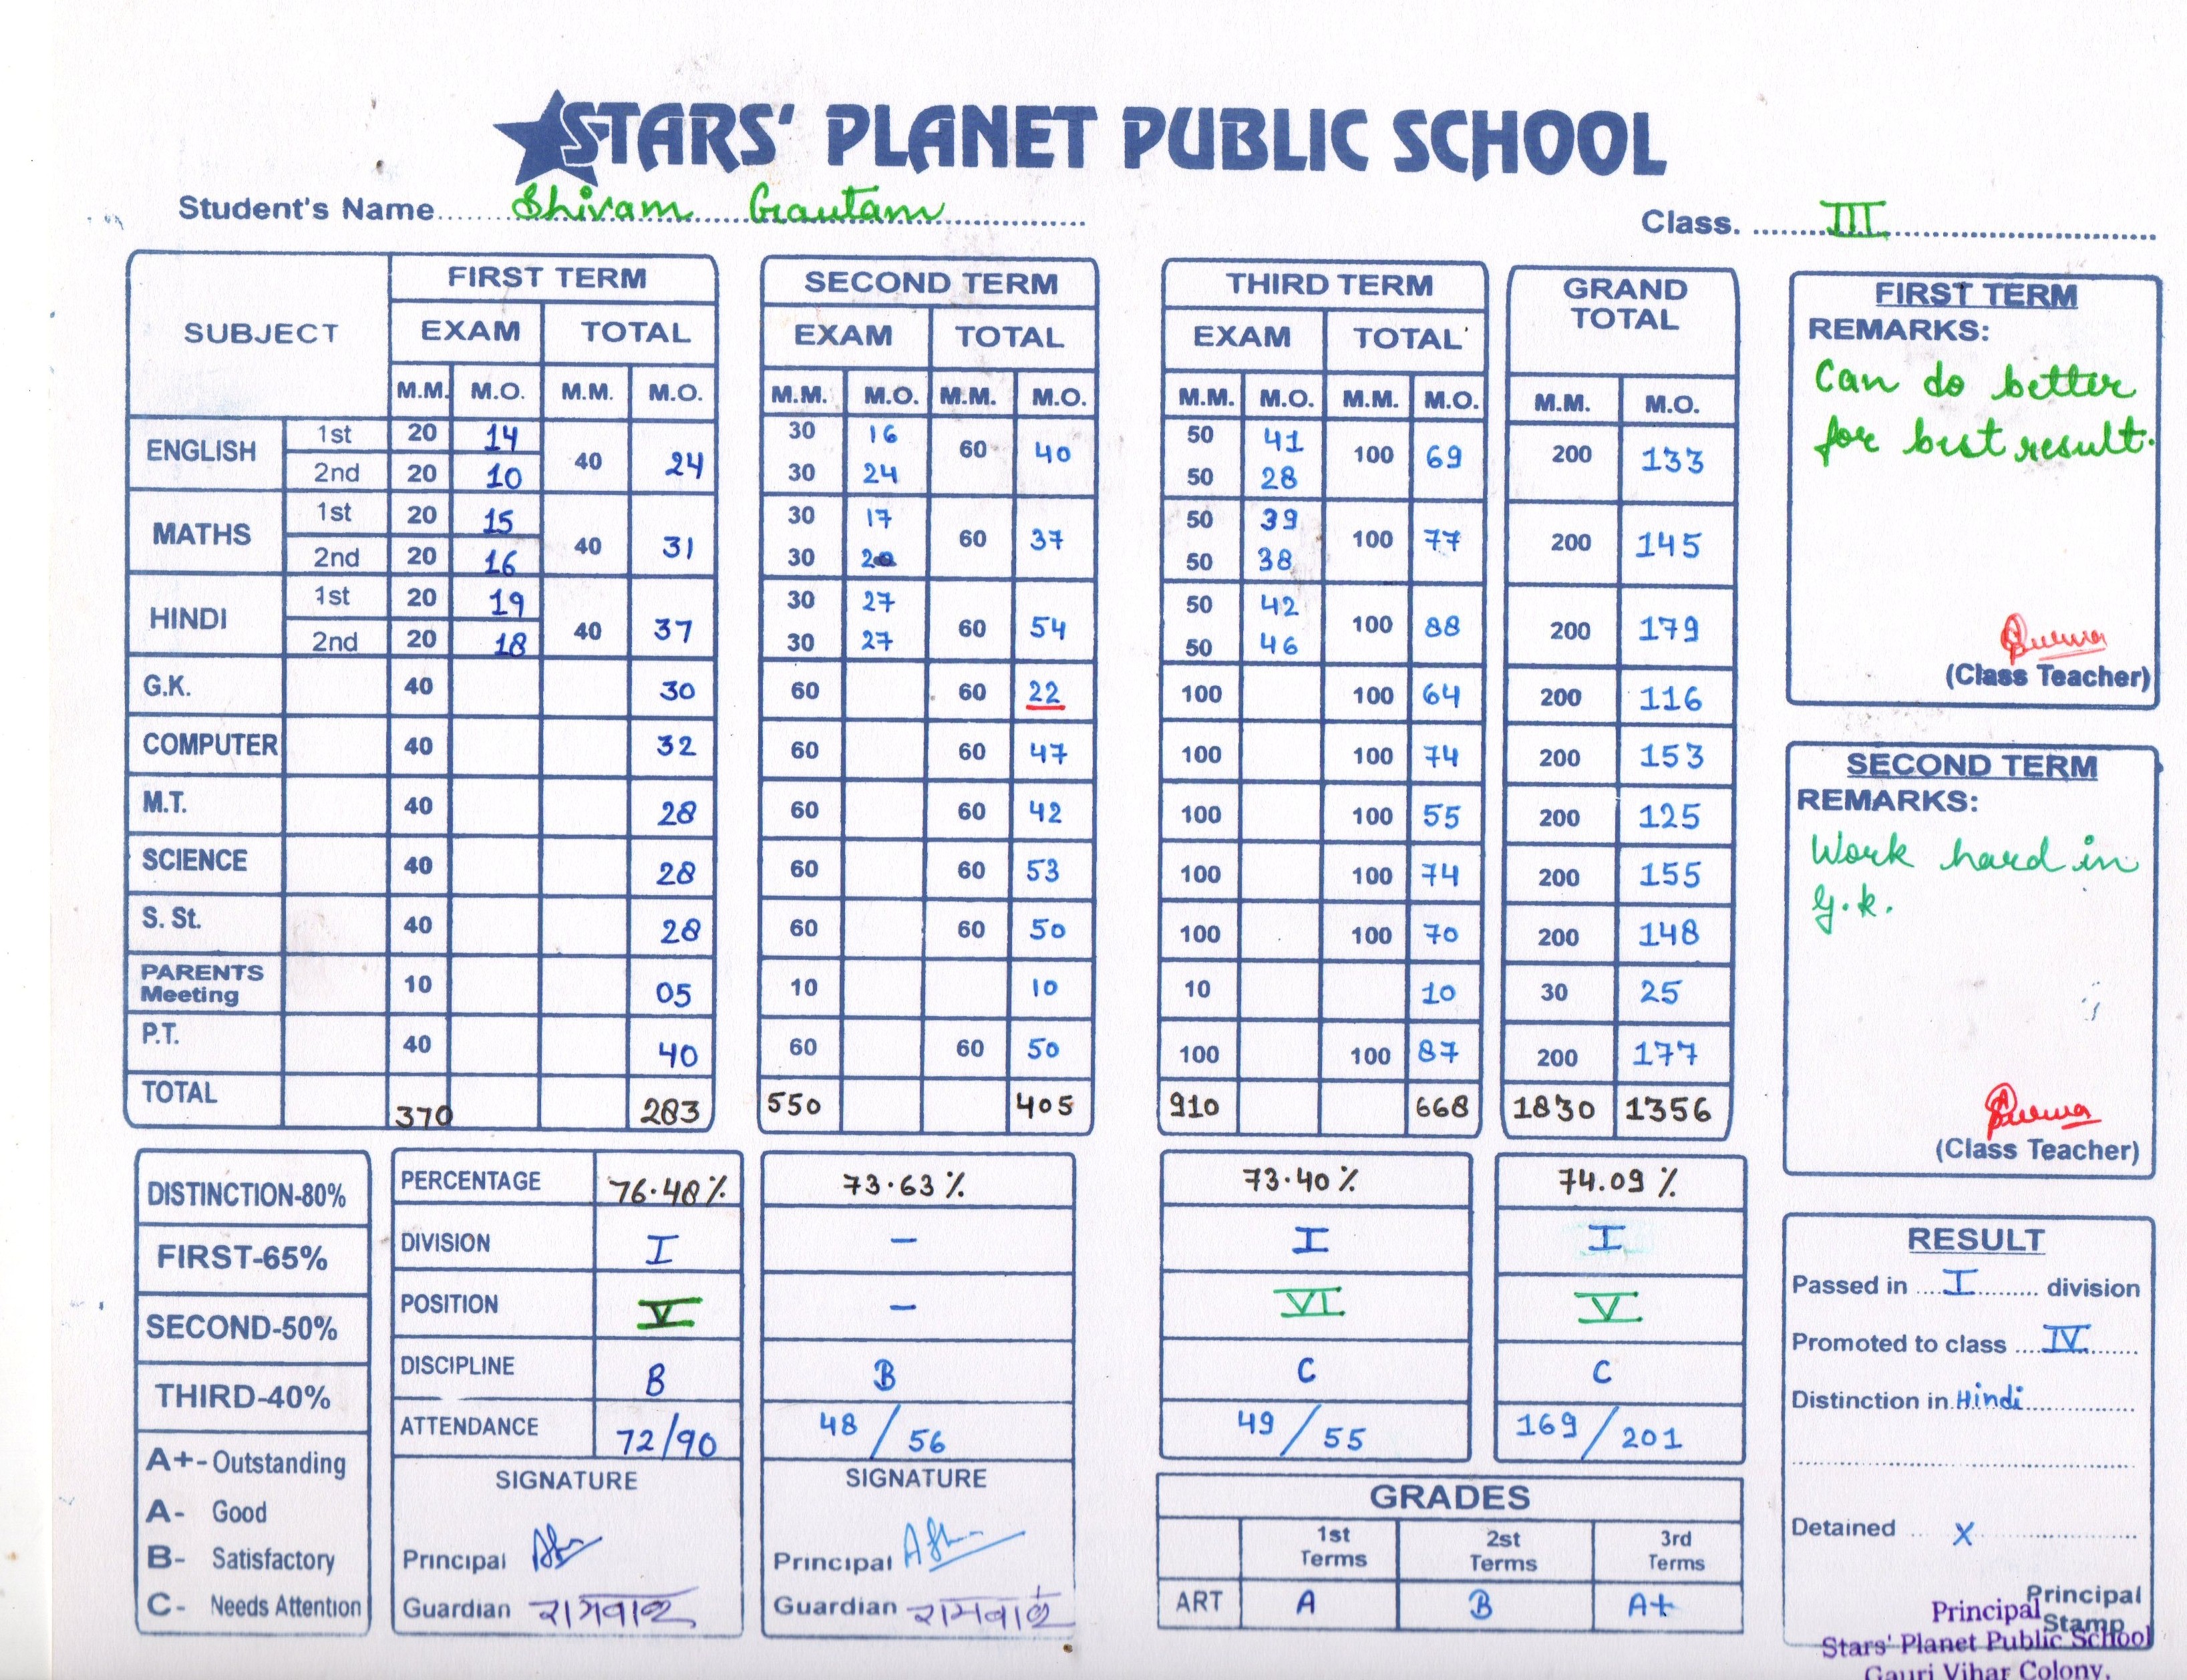 STARS' PLANET PUBLIC SCHOOL
Student's Name Shivam Gautam Class. III
SUBJECT FIRST TERM SECOND TERM THIRD TERM GRAND TOTAL
EXAM TOTAL EXAM TOTAL EXAM TOTAL
M.M. M.O. M.M. M.O. M.M. M.O. M.M. M.O. M.M. M.O. M.M. M.O. M.M. M.O.
ENGLISH 1st 20 14 40 24 30 16 60 40 50 41 100 69 200 133
2nd 20 10 30 24 50 28
MATHS 1st 20 15 40 31 30 17 60 37 50 39 100 77 200 145
2nd 20 16 30 20 50 38
HINDI 1st 20 19 40 37 30 27 60 54 50 42 100 88 200 179
2nd 20 18 30 27 50 46
G.K. 40 30 60 60 22 100 100 64 200 116
COMPUTER 40 32 60 60 47 100 100 74 200 153
M.T. 40 28 60 60 42 100 100 55 200 125
SCIENCE 40 28 60 60 53 100 100 74 200 155
S. St. 40 28 60 60 50 100 100 70 200 148
PARENTS Meeting 10 05 10 10 10 10 30 25
P.T. 40 40 60 60 50 100 100 87 200 177
TOTAL 370 283 550 405 910 668 1830 1356
FIRST TERM
REMARKS:
Can do better
for best result.
(Class Teacher)
SECOND TERM
REMARKS:
Work hard in
G.k.
(Class Teacher)
DISTINCTION-80%
FIRST-65%
SECOND-50%
THIRD-40%
A+- Outstanding
A- Good
B- Satisfactory
C- Needs Attention
PERCENTAGE 76.48% 73.63% 73.40% 74.09%
DIVISION I - I I
POSITION V - VI V
DISCIPLINE B B C C
ATTENDANCE 72/90 48/56 49/55 169/201
SIGNATURE SIGNATURE
Principal Principal
Guardian Guardian
GRADES
1st Terms 2st Terms 3rd Terms
ART A B A+
RESULT
Passed in I division
Promoted to class IV
Distinction in Hindi
Detained X
Principal
Stamp
Principal
Stars' Planet Public School
Gauri Vihar Colony,